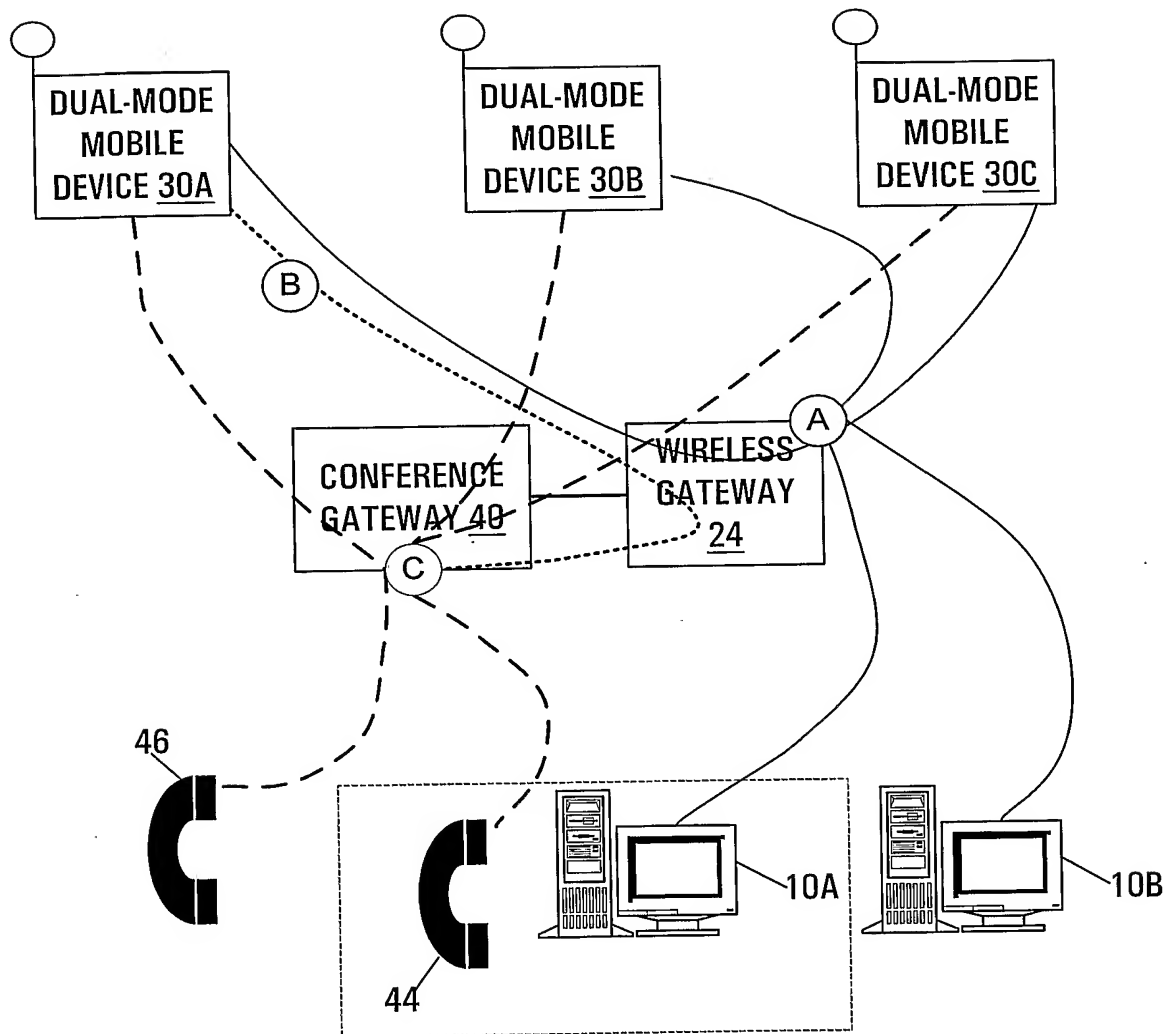 DUAL-MODE
MOBILE
DEVICE 30A
DUAL-MODE
MOBILE
DEVICE 30B
DUAL-MODE
MOBILE
DEVICE 30C
B
A
CONFERENCE
GATEWAY 40
WIRELESS
GATEWAY
24
C
46
44
10A
10B